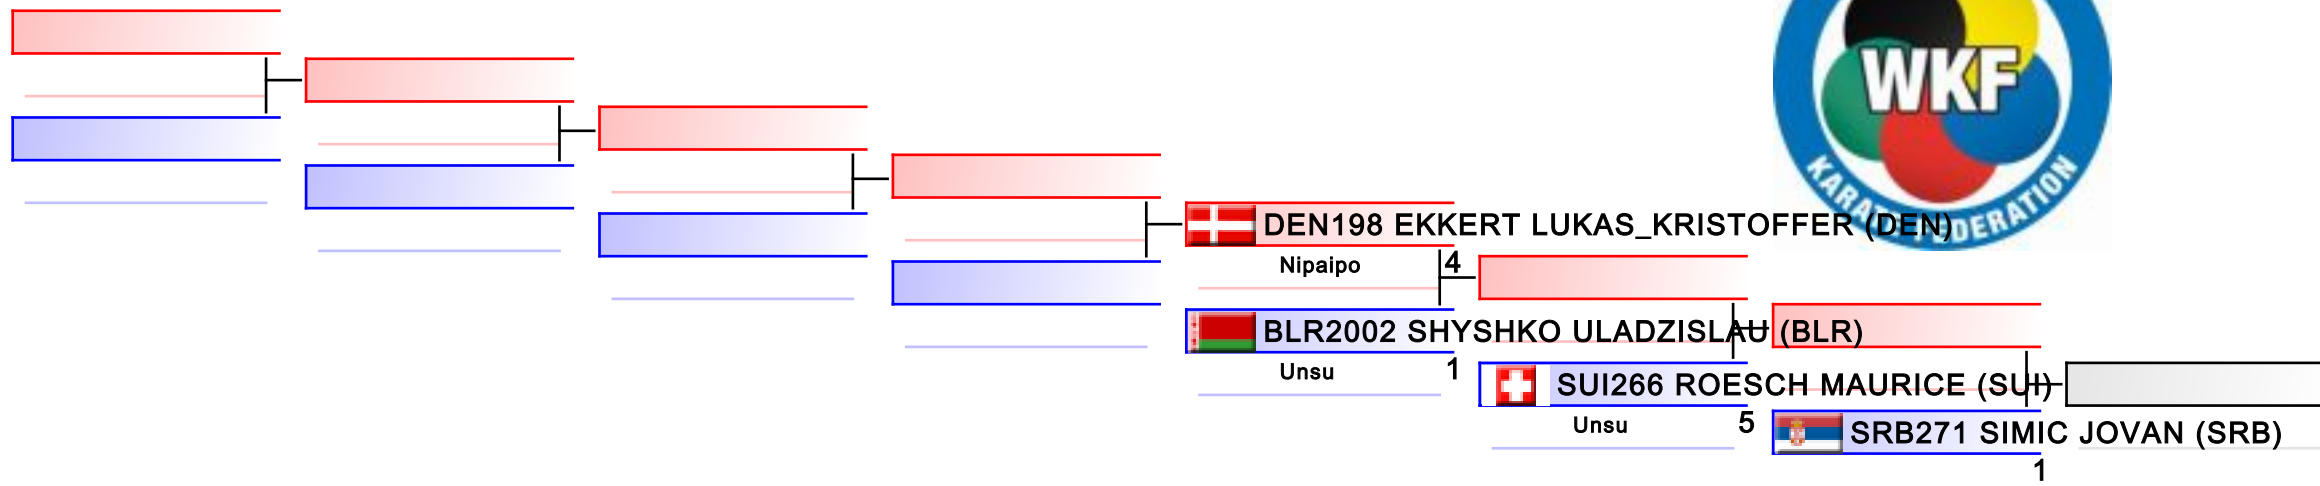 WKF
KARATE FEDERATION
DEN198 EKKERT LUKAS_KRISTOFFER (DEN)
Nipaipo 4
BLR2002 SHYSHKO ULADZISLAU (BLR)
Unsu 1
SUI266 ROESCH MAURICE (SUI)
Unsu 5
SRB271 SIMIC JOVAN (SRB)
1